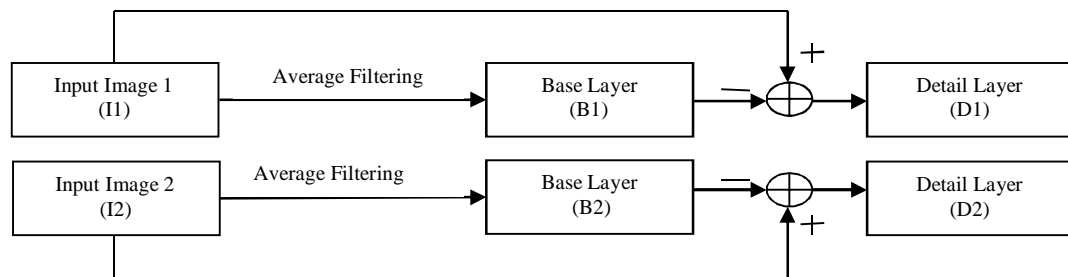 Input Image 1
(I1)
Average Filtering
Base Layer
(B1)
−
+
Detail Layer
(D1)
Input Image 2
(I2)
Average Filtering
Base Layer
(B2)
−
+
Detail Layer
(D2)